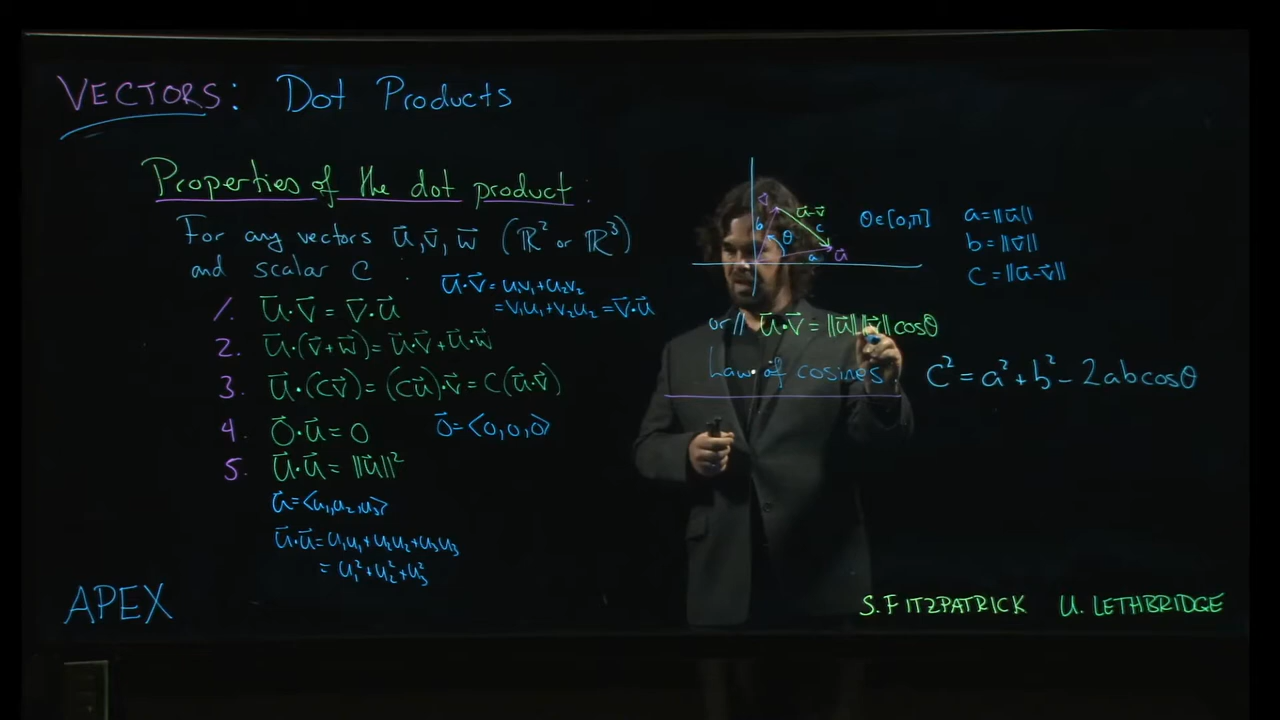 VECTORS: Dot Products
Properties of the dot product:
For any vectors u⃗, v⃗, w⃗ (ℝ² or ℝ³)
and scalar c :
1. u⃗·v⃗ = v⃗·u⃗
u⃗·v⃗ = u₁v₁+u₂v₂
= v₁u₁+v₂u₂ = v⃗·u⃗
2. u⃗·(v⃗+w⃗) = u⃗·v⃗+u⃗·w⃗
3. u⃗·(cv⃗) = (cu⃗)·v⃗ = c(u⃗·v⃗)
4. 0⃗·u⃗ = 0
0⃗ = <0,0,0>
5. u⃗·u⃗ = ||u⃗||²
u⃗ = <u₁,u₂,u₃>
u⃗·u⃗ = u₁u₁+u₂u₂+u₃u₃
= u₁²+u₂²+u₃²
APEX
v⃗
u⃗-v⃗
b
c
θ
a
u⃗
θ∈[0,π]
a=||u⃗||
b=||v⃗||
c=||u⃗-v⃗||
or// u⃗·v⃗ = ||u⃗|| ||v⃗|| cosθ
Law of cosines, c² = a² + b² - 2abcosθ
S. FITZPATRICK U. LETHBRIDGE